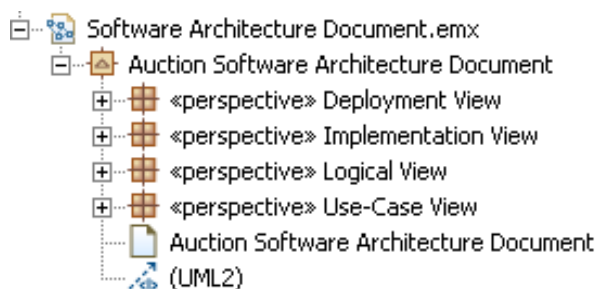 Software Architecture Document.emx
Auction Software Architecture Document
«perspective» Deployment View
«perspective» Implementation View
«perspective» Logical View
«perspective» Use-Case View
Auction Software Architecture Document
(UML2)